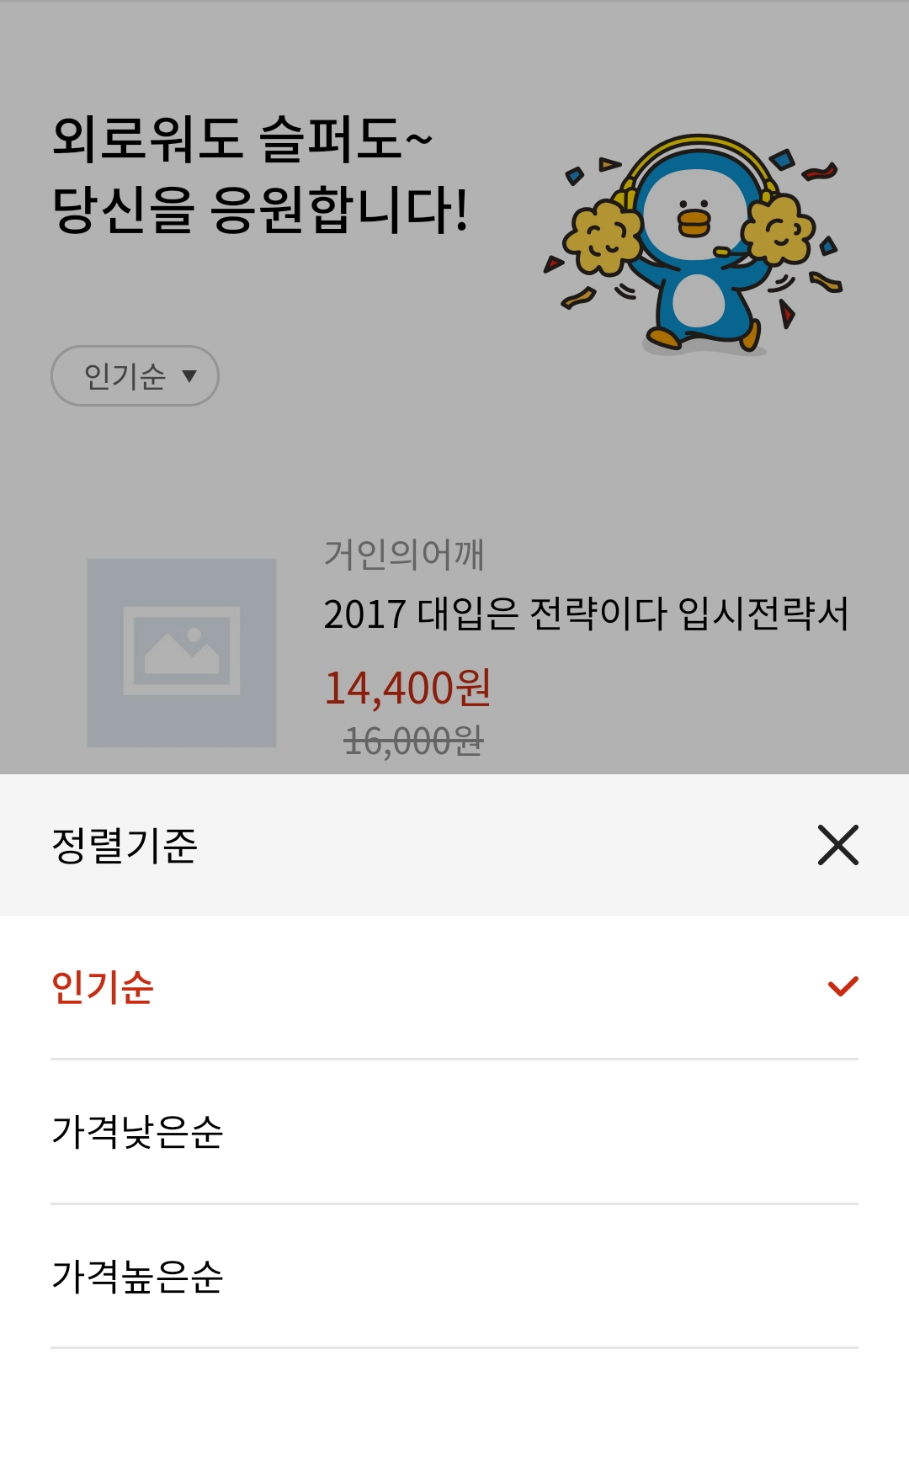 외로워도 슬퍼도~
당신을 응원합니다!
인기순 ▼
거인의어깨
2017 대입은 전략이다 입시전략서
14,400원
16,000원
정렬기준
인기순
가격낮은순
가격높은순